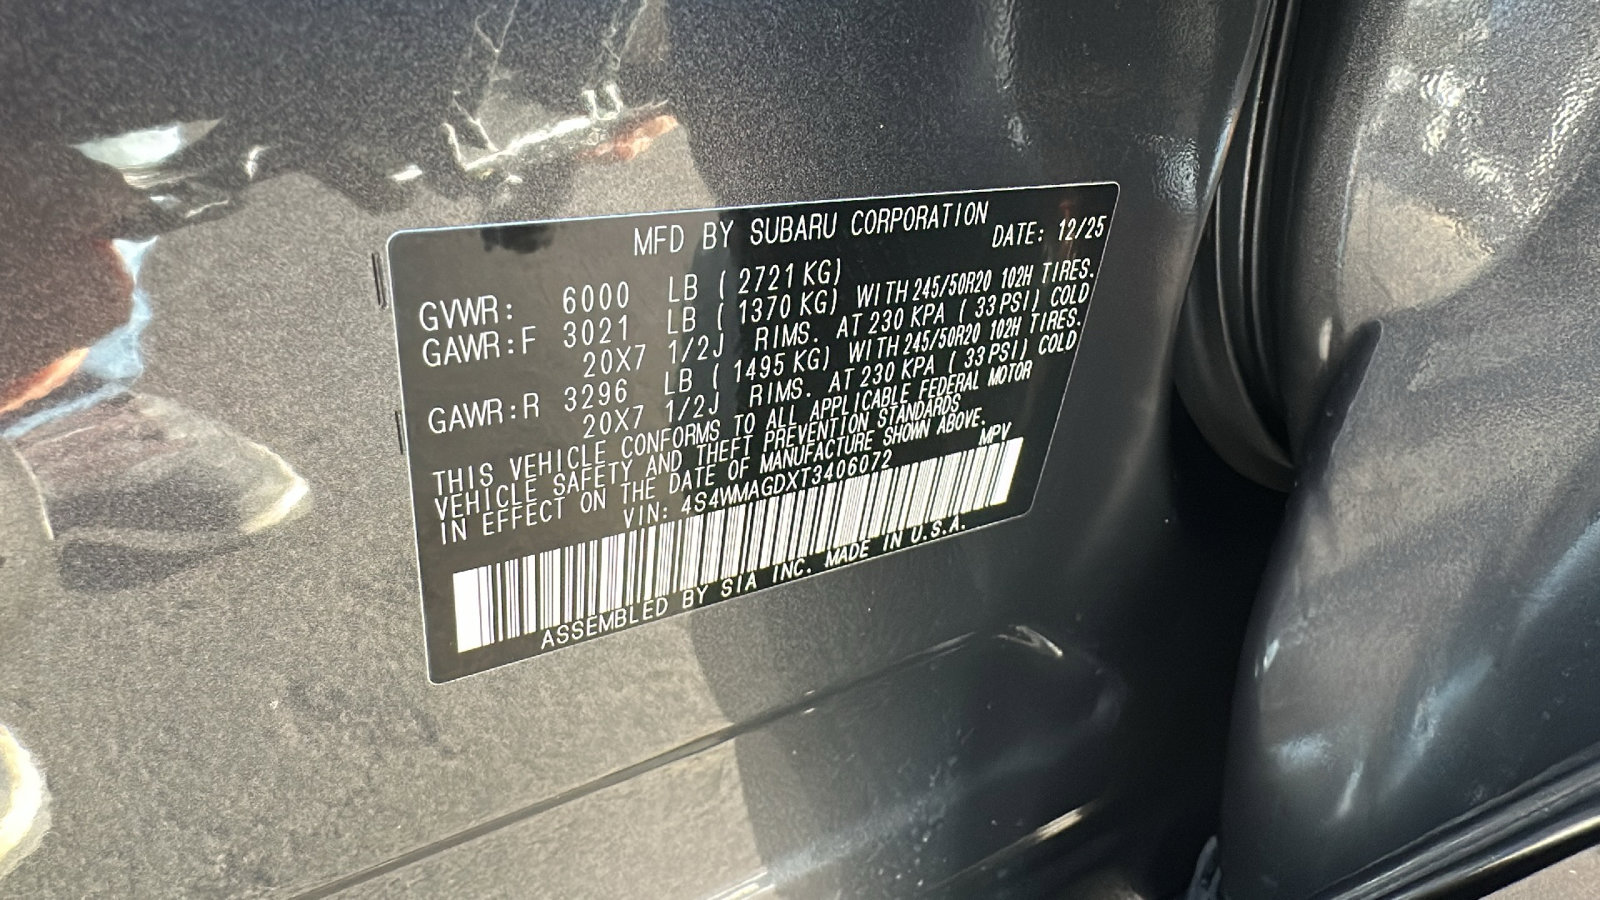 MFD BY SUBARU CORPORATION
DATE: 12/25
GVWR: 6000 LB ( 2721 KG)
GAWR:F 3021 LB ( 1370 KG) WITH 245/50R20 102H TIRES.
20X7 1/2J RIMS. AT 230 KPA ( 33 PSI) COLD
GAWR:R 3296 LB ( 1495 KG) WITH 245/50R20 102H TIRES.
20X7 1/2J RIMS. AT 230 KPA ( 33 PSI) COLD
THIS VEHICLE CONFORMS TO ALL APPLICABLE FEDERAL MOTOR
VEHICLE SAFETY AND THEFT PREVENTION STANDARDS
IN EFFECT ON THE DATE OF MANUFACTURE SHOWN ABOVE.
VIN: 4S4WMAGDXT3406072 MPV
ASSEMBLED BY SIA INC. MADE IN U.S.A.